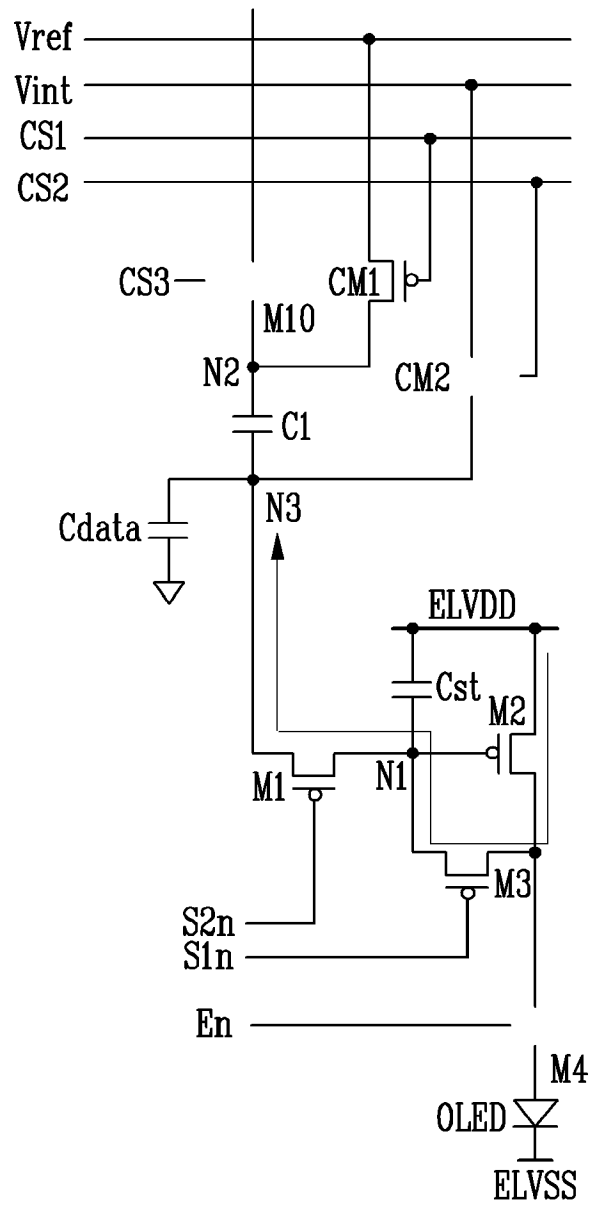 Vref
Vint
CS1
CS2
CS3
CM1
M10
N2
CM2
C1
N3
Cdata
ELVDD
Cst
M2
N1
M1
M3
S2n
S1n
En
M4
OLED
ELVSS